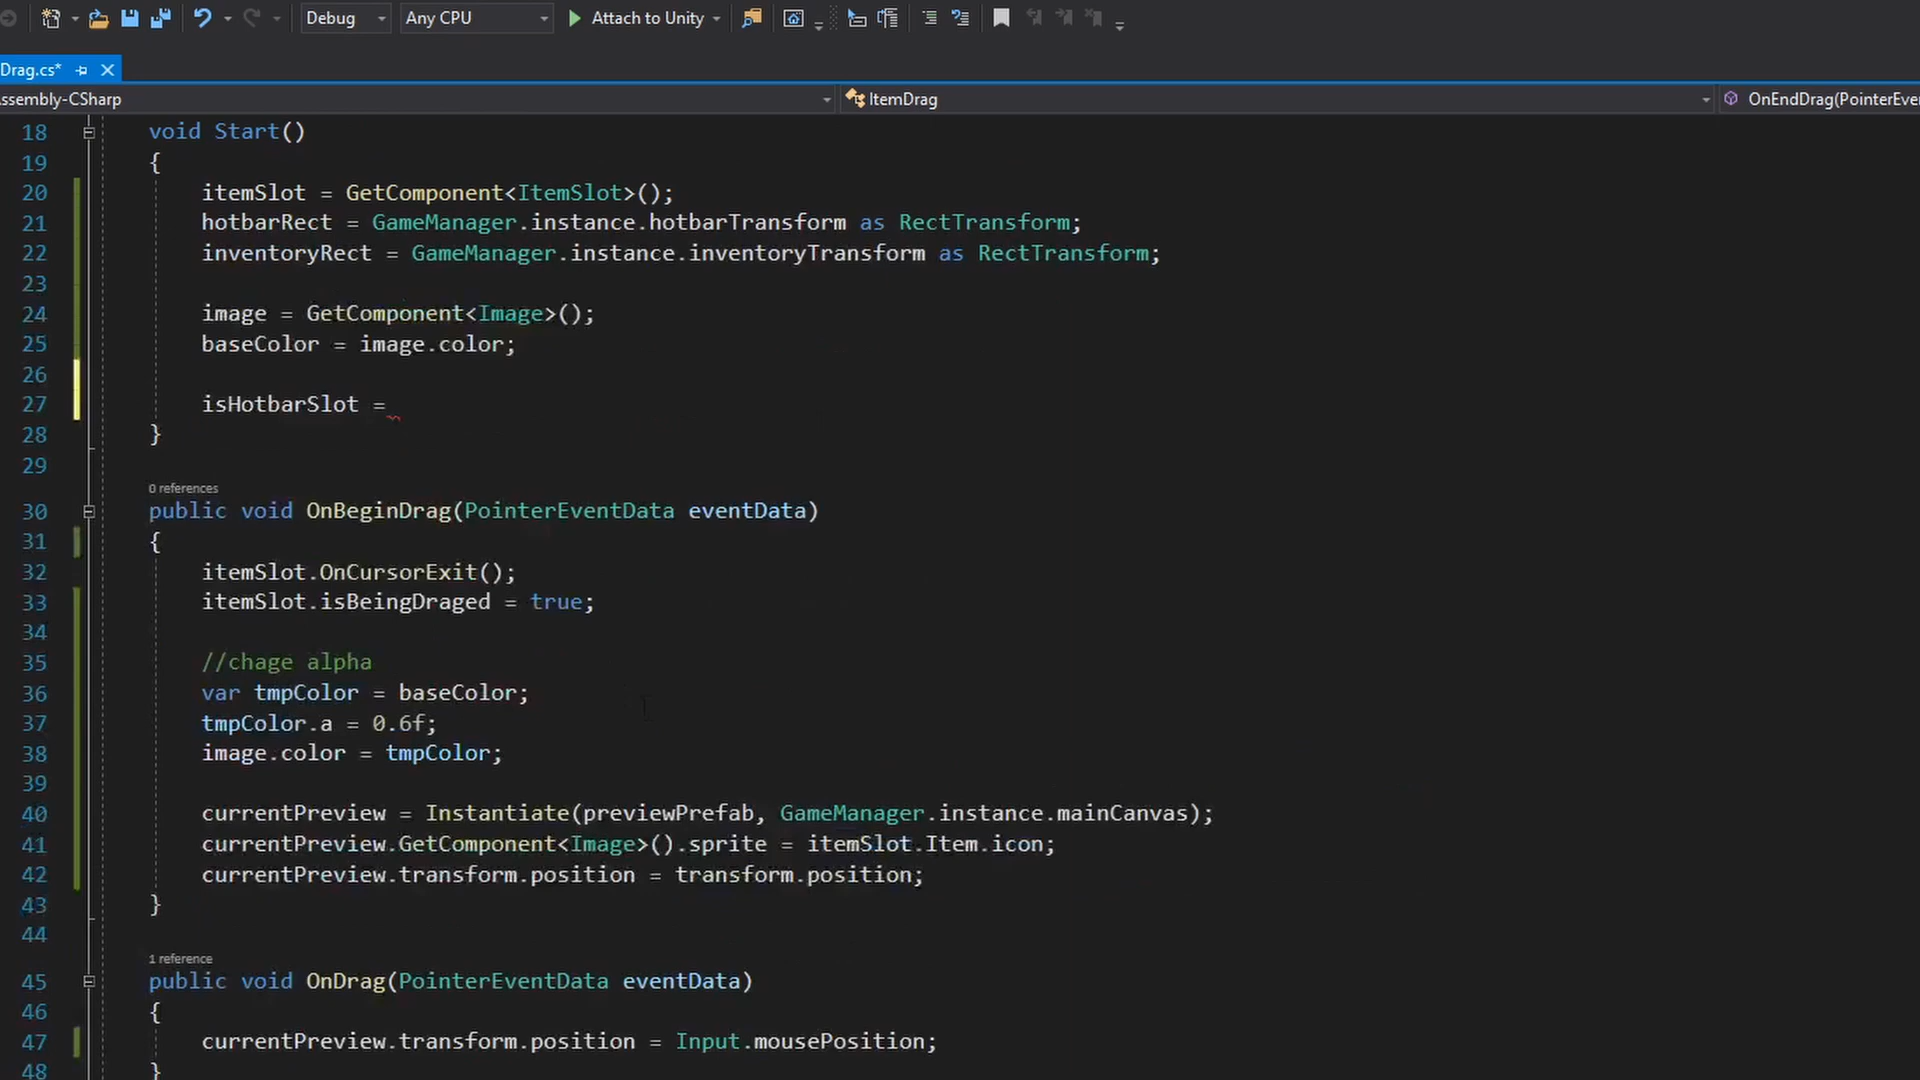 Debug Any CPU Attach to Unity
Drag.cs*
ssembly-CSharp ItemDrag OnEndDrag(PointerEve
18 void Start()
19 {
20 itemSlot = GetComponent<ItemSlot>();
21 hotbarRect = GameManager.instance.hotbarTransform as RectTransform;
22 inventoryRect = GameManager.instance.inventoryTransform as RectTransform;
23
24 image = GetComponent<Image>();
25 baseColor = image.color;
26
27 isHotbarSlot =
28 }
29
0 references
30 public void OnBeginDrag(PointerEventData eventData)
31 {
32 itemSlot.OnCursorExit();
33 itemSlot.isBeingDraged = true;
34
35 //chage alpha
36 var tmpColor = baseColor;
37 tmpColor.a = 0.6f;
38 image.color = tmpColor;
39
40 currentPreview = Instantiate(previewPrefab, GameManager.instance.mainCanvas);
41 currentPreview.GetComponent<Image>().sprite = itemSlot.Item.icon;
42 currentPreview.transform.position = transform.position;
43 }
44
1 reference
45 public void OnDrag(PointerEventData eventData)
46 {
47 currentPreview.transform.position = Input.mousePosition;
48 }